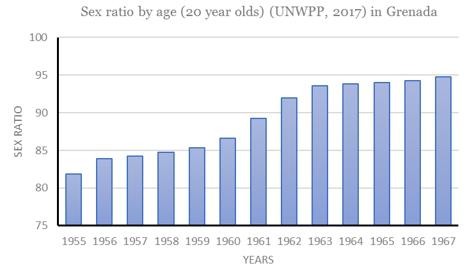 Sex ratio by age (20 year olds) (UNWPP, 2017) in Grenada
100
95
90
85
80
75
SEX RATIO
1955 1956 1957 1958 1959 1960 1961 1962 1963 1964 1965 1966 1967
YEARS